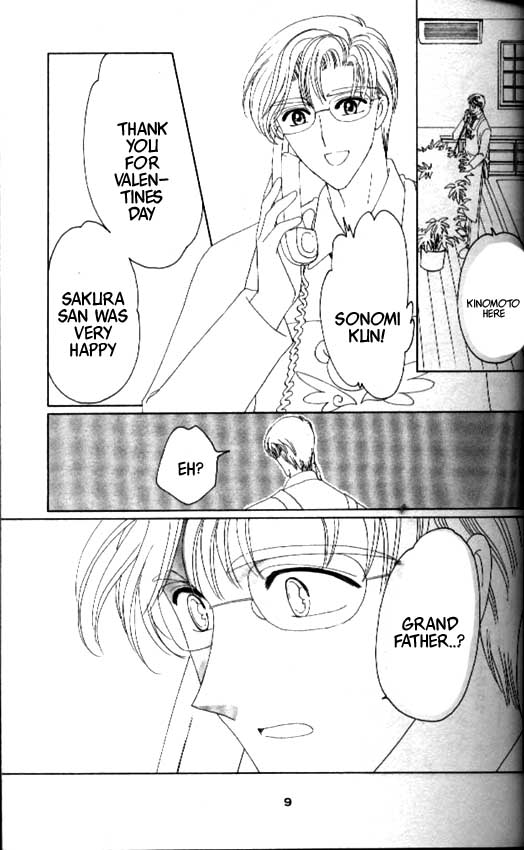 KINOMOTO
HERE
SONOMI
KUN!
THANK
YOU
FOR
VALEN-
TINES
DAY
SAKURA
SAN WAS
VERY
HAPPY
EH?
GRAND
FATHER..?
9